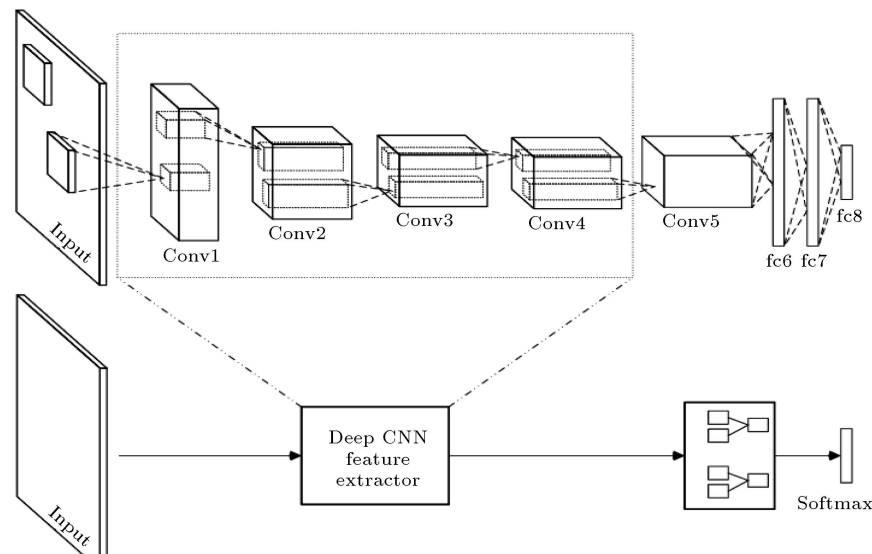 Input
Conv1
Conv2
Conv3
Conv4
Conv5
fc6
fc7
fc8
Input
Deep CNN
feature
extractor
Softmax